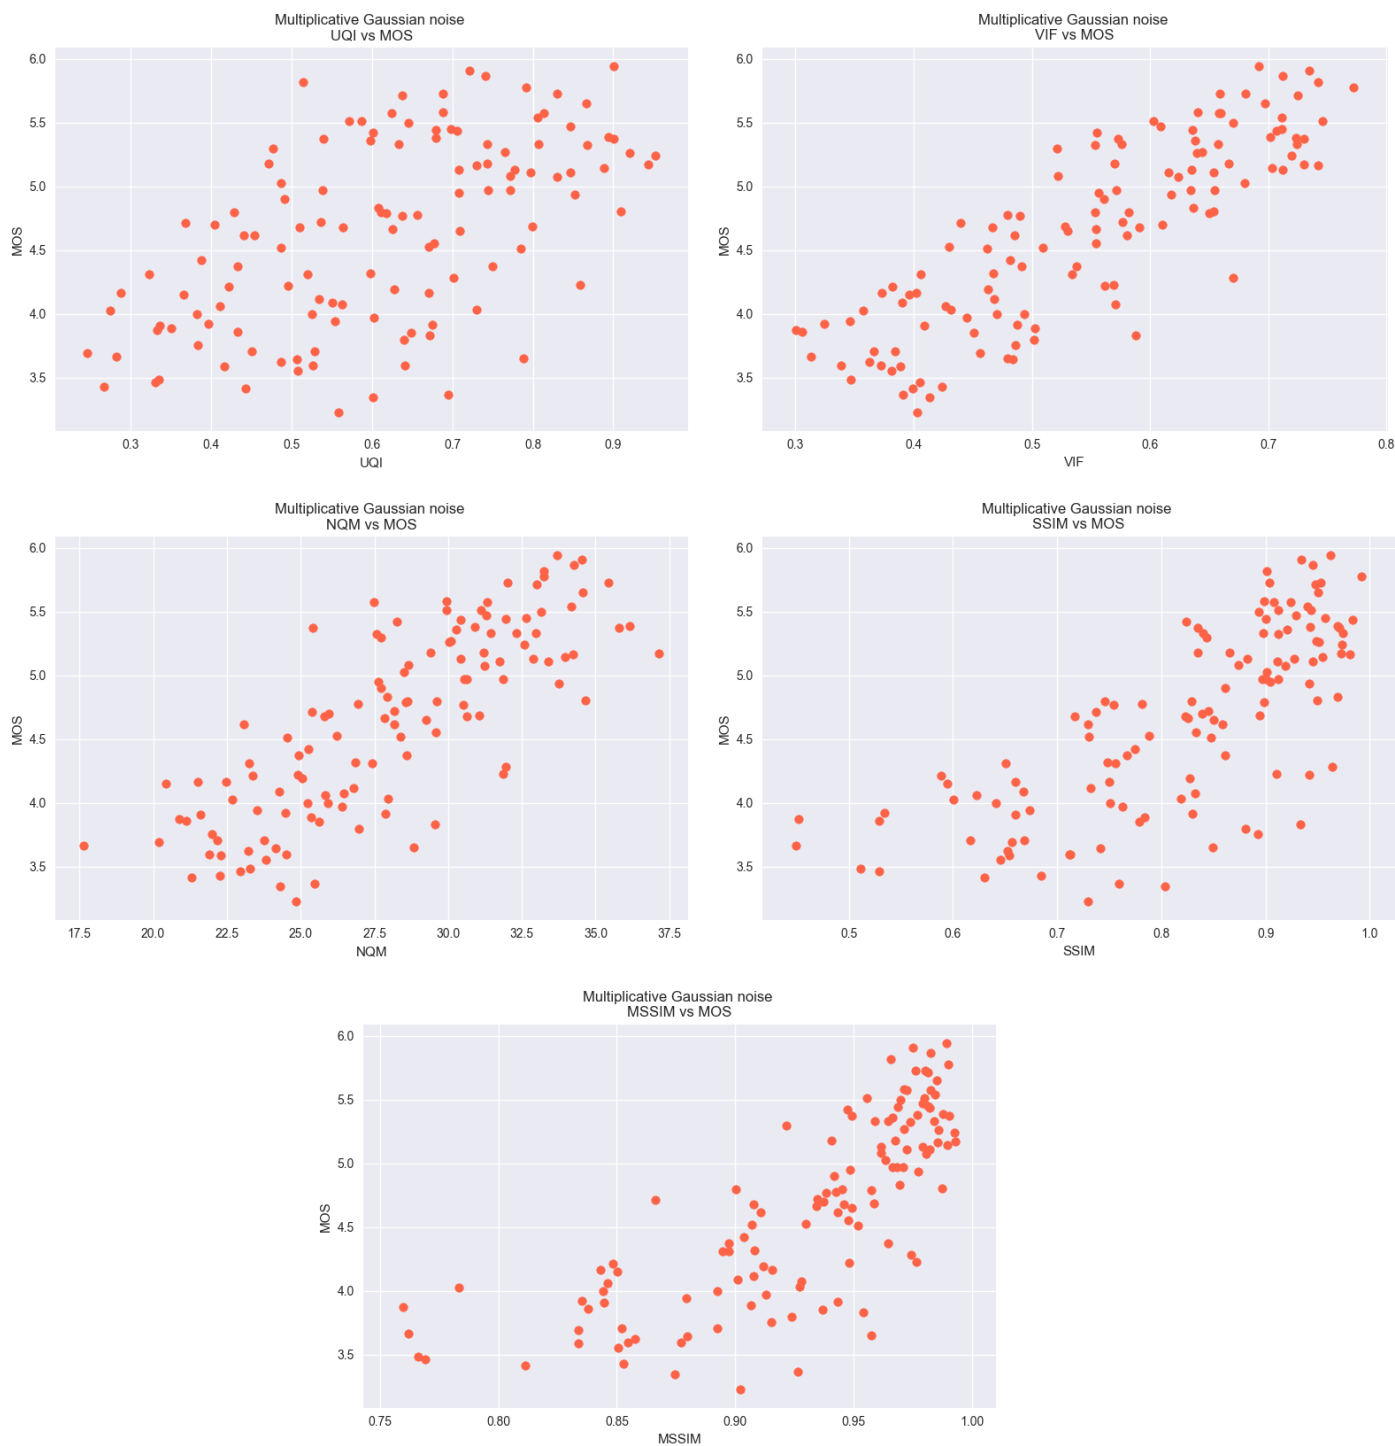 Multiplicative Gaussian noise
UQI vs MOS
6.0
5.5
5.0
4.5
4.0
3.5
MOS
0.3 0.4 0.5 0.6 0.7 0.8 0.9
UQI
Multiplicative Gaussian noise
VIF vs MOS
6.0
5.5
5.0
4.5
4.0
3.5
MOS
0.3 0.4 0.5 0.6 0.7 0.8
VIF
Multiplicative Gaussian noise
NQM vs MOS
6.0
5.5
5.0
4.5
4.0
3.5
MOS
17.5 20.0 22.5 25.0 27.5 30.0 32.5 35.0 37.5
NQM
Multiplicative Gaussian noise
SSIM vs MOS
6.0
5.5
5.0
4.5
4.0
3.5
MOS
0.5 0.6 0.7 0.8 0.9 1.0
SSIM
Multiplicative Gaussian noise
MSSIM vs MOS
6.0
5.5
5.0
4.5
4.0
3.5
MOS
0.75 0.80 0.85 0.90 0.95 1.00
MSSIM